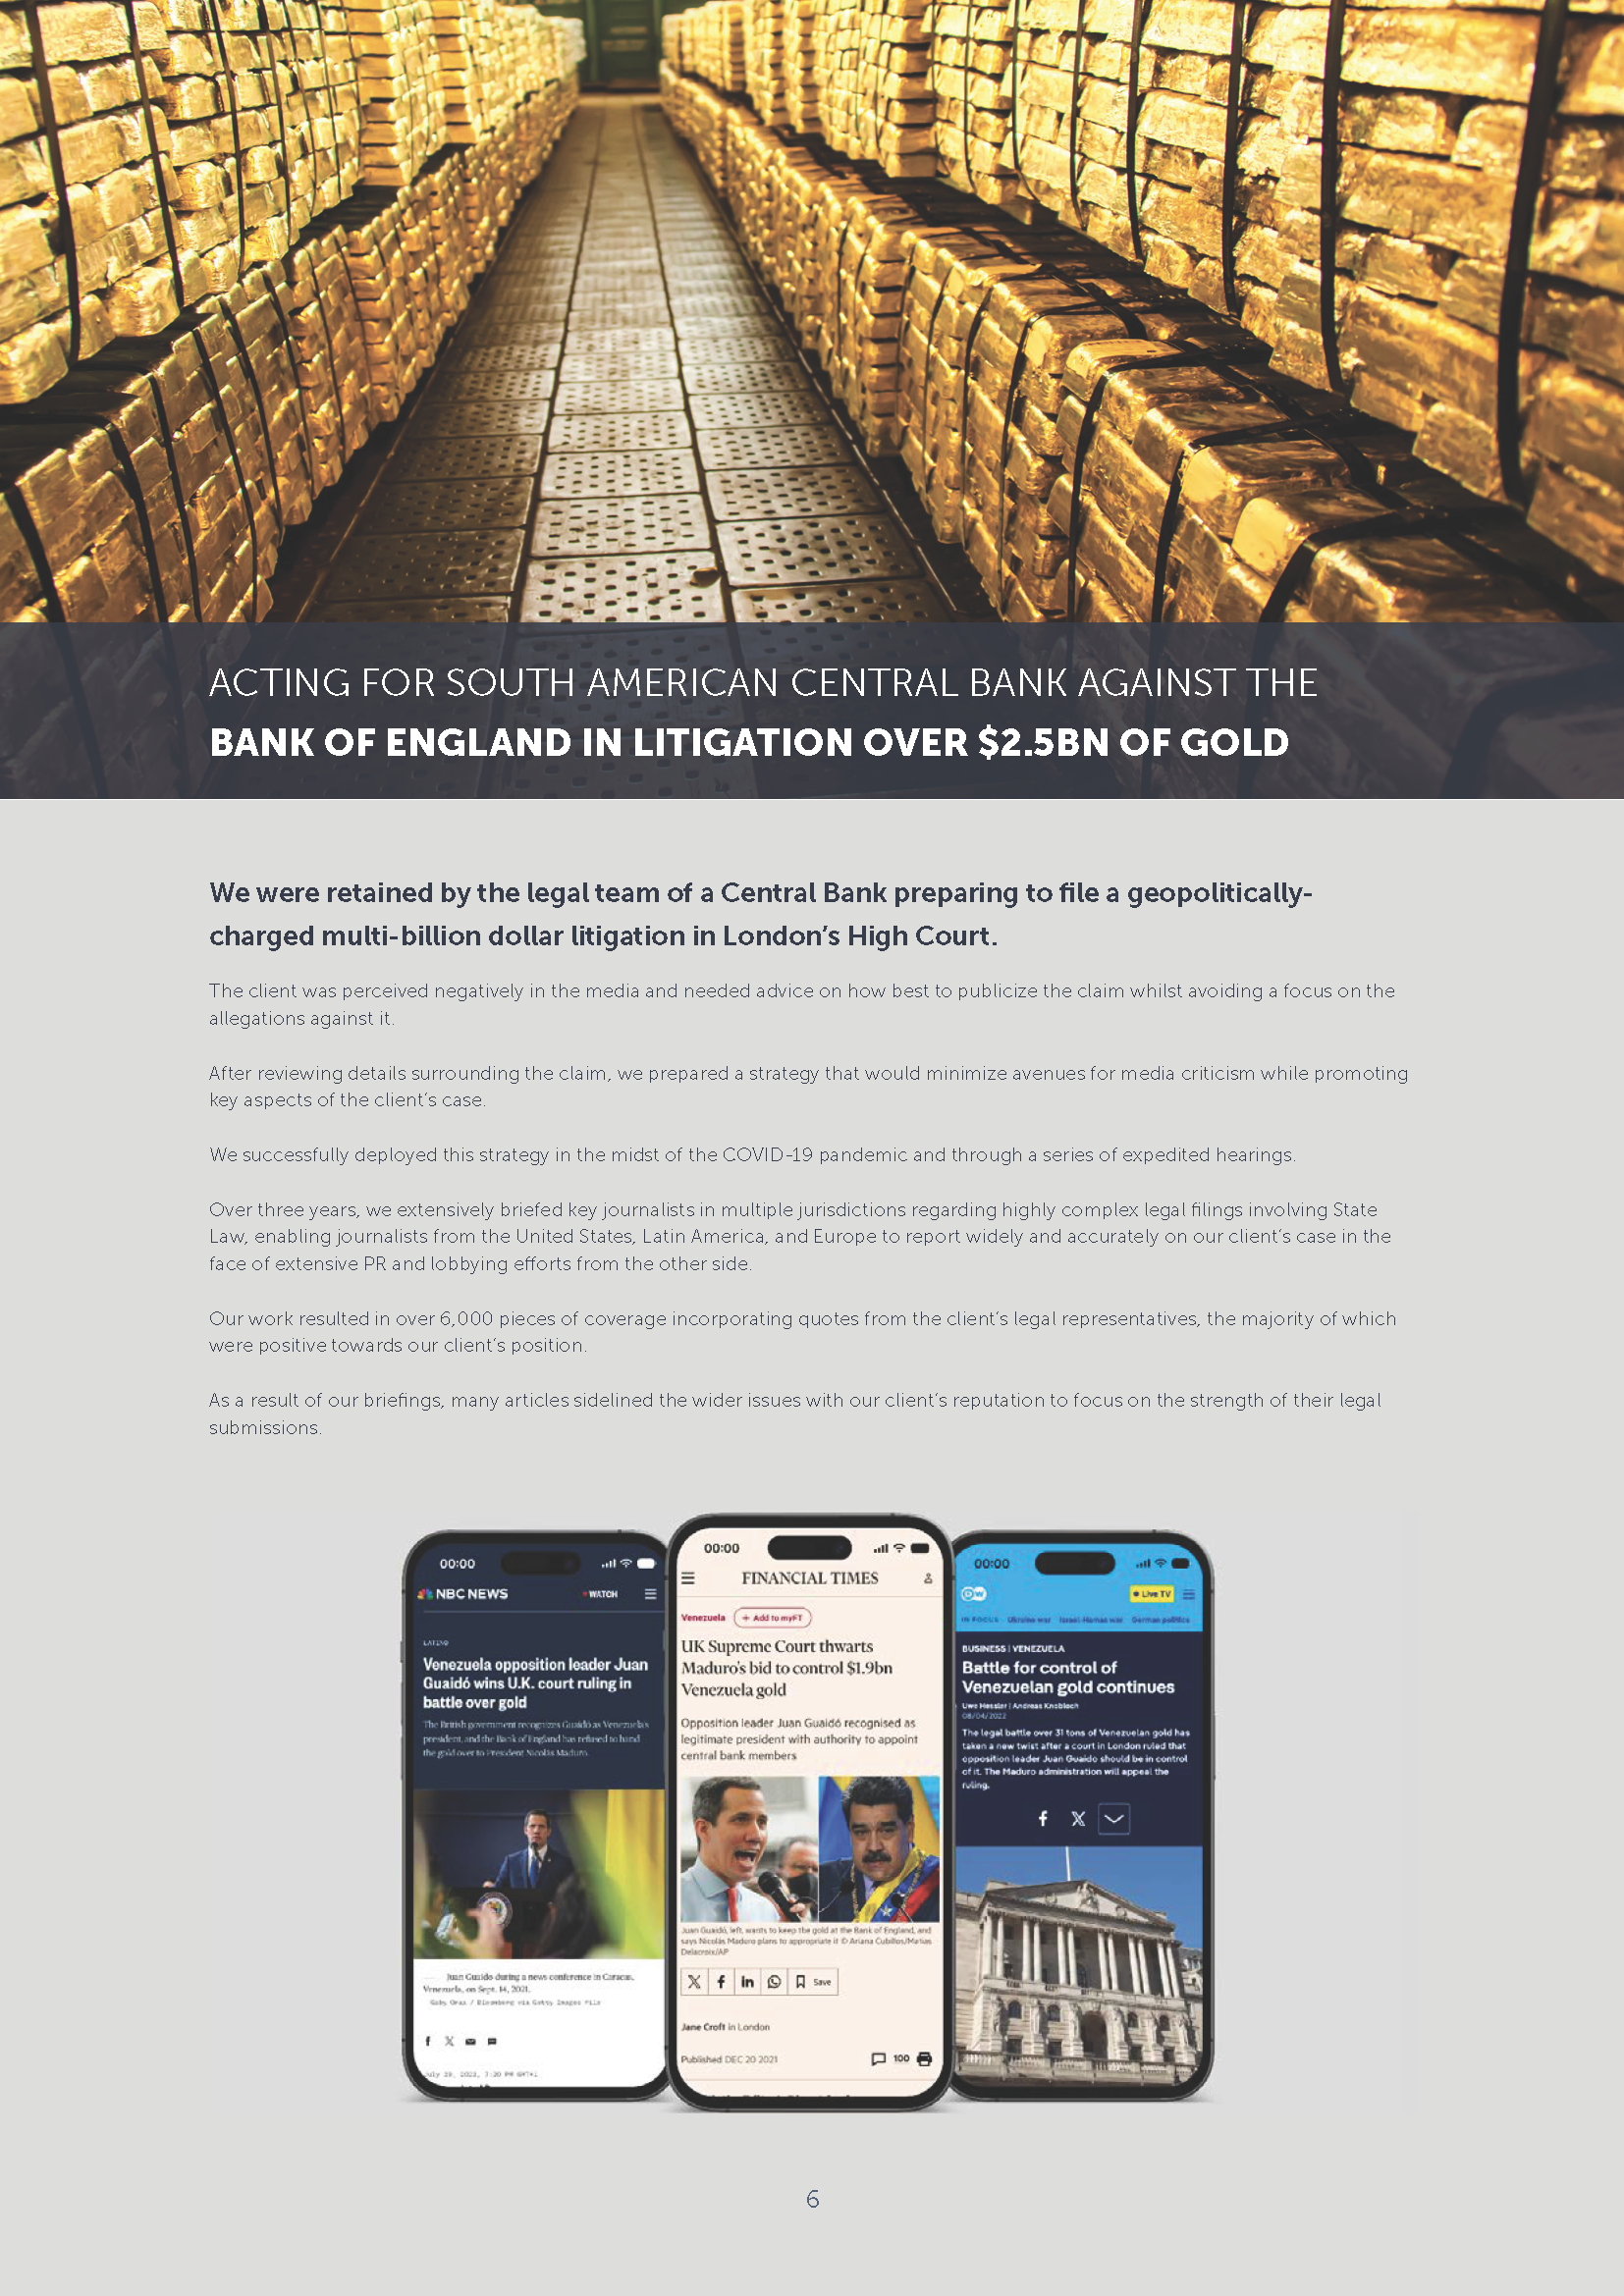 ACTING FOR SOUTH AMERICAN CENTRAL BANK AGAINST THE
BANK OF ENGLAND IN LITIGATION OVER $2.5BN OF GOLD
We were retained by the legal team of a Central Bank preparing to file a geopolitically-
charged multi-billion dollar litigation in London's High Court.
The client was perceived negatively in the media and needed advice on how best to publicize the claim whilst avoiding a focus on the
allegations against it.
After reviewing details surrounding the claim, we prepared a strategy that would minimize avenues for media criticism while promoting
key aspects of the client's case.
We successfully deployed this strategy in the midst of the COVID-19 pandemic and through a series of expedited hearings.
Over three years, we extensively briefed key journalists in multiple jurisdictions regarding highly complex legal filings involving State
Law, enabling journalists from the United States, Latin America, and Europe to report widely and accurately on our client's case in the
face of extensive PR and lobbying efforts from the other side.
Our work resulted in over 6,000 pieces of coverage incorporating quotes from the client's legal representatives, the majority of which
were positive towards our client's position.
As a result of our briefings, many articles sidelined the wider issues with our client's reputation to focus on the strength of their legal
submissions.
00:00
NBC NEWS
WATCH
LATINO
Venezuela opposition leader Juan
Guaidó wins U.K. court ruling in
battle over gold
The British government recognizes Guaidó as Venezuela's
president, and the Bank of England has refused to hand
the gold over to President Nicolás Maduro.
Juan Guaido during a news conference in Caracas,
Venezuela, on Sept. 14, 2021.
Gaby Oraa / Bloomberg via Getty Images file
July 29, 2022, 7:20 PM GMT+1
00:00
FINANCIAL TIMES
Venezuela
+ Add to myFT
UK Supreme Court thwarts
Maduro's bid to control $1.9bn
Venezuela gold
Opposition leader Juan Guaidó recognised as
legitimate president with authority to appoint
central bank members
Juan Guaidó, left, wants to keep the gold at the Bank of England, and
says Nicolás Maduro plans to appropriate it © Ariana Cubillos/Matias
Delacroix/AP
Save
Jane Croft in London
Published DEC 20 2021
100
00:00
DW
Live TV
IN FOCUS Ukraine war Israel-Hamas war German politics
BUSINESS | VENEZUELA
Battle for control of
Venezuelan gold continues
Uwe Hessler | Andreas Knobloch
08/04/2022
The legal battle over 31 tons of Venezuelan gold has
taken a new twist after a court in London ruled that
opposition leader Juan Guaido should be in control
of it. The Maduro administration will appeal the
ruling.
6